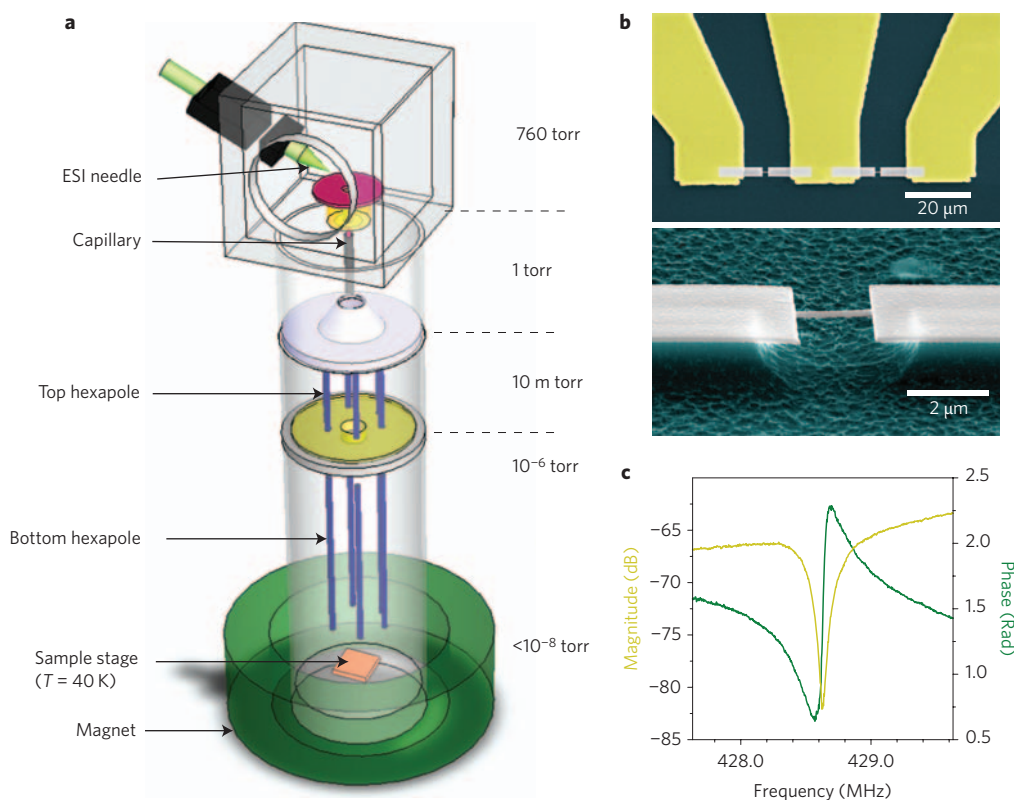 a
760 torr
ESI needle
Capillary
1 torr
Top hexapole
10 m torr
10⁻⁶ torr
Bottom hexapole
<10⁻⁸ torr
Sample stage
(T = 40 K)
Magnet
b
20 µm
2 µm
c
Magnitude (dB)
−65
−70
−75
−80
−85
2.5
2.0
1.5
1.0
0.5
Phase (Rad)
428.0
429.0
Frequency (MHz)